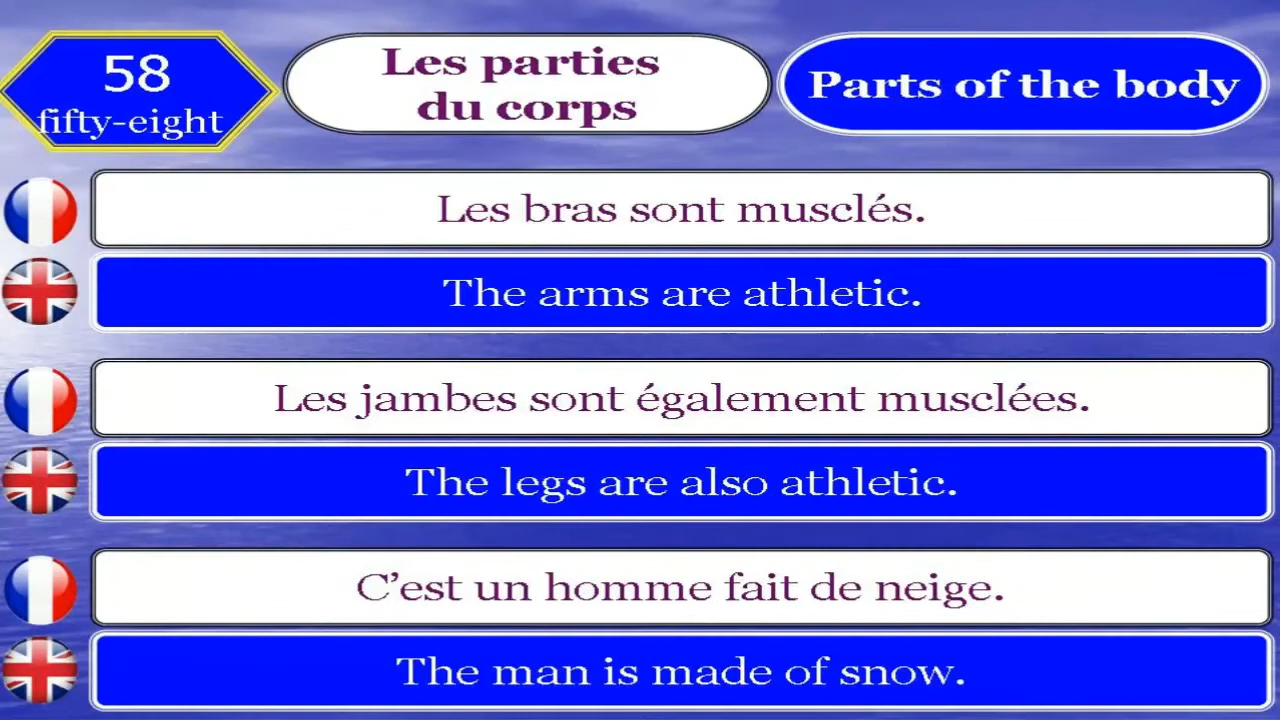 58
fifty-eight
Les parties
du corps
Parts of the body
Les bras sont musclés.
The arms are athletic.
Les jambes sont également musclées.
The legs are also athletic.
C’est un homme fait de neige.
The man is made of snow.